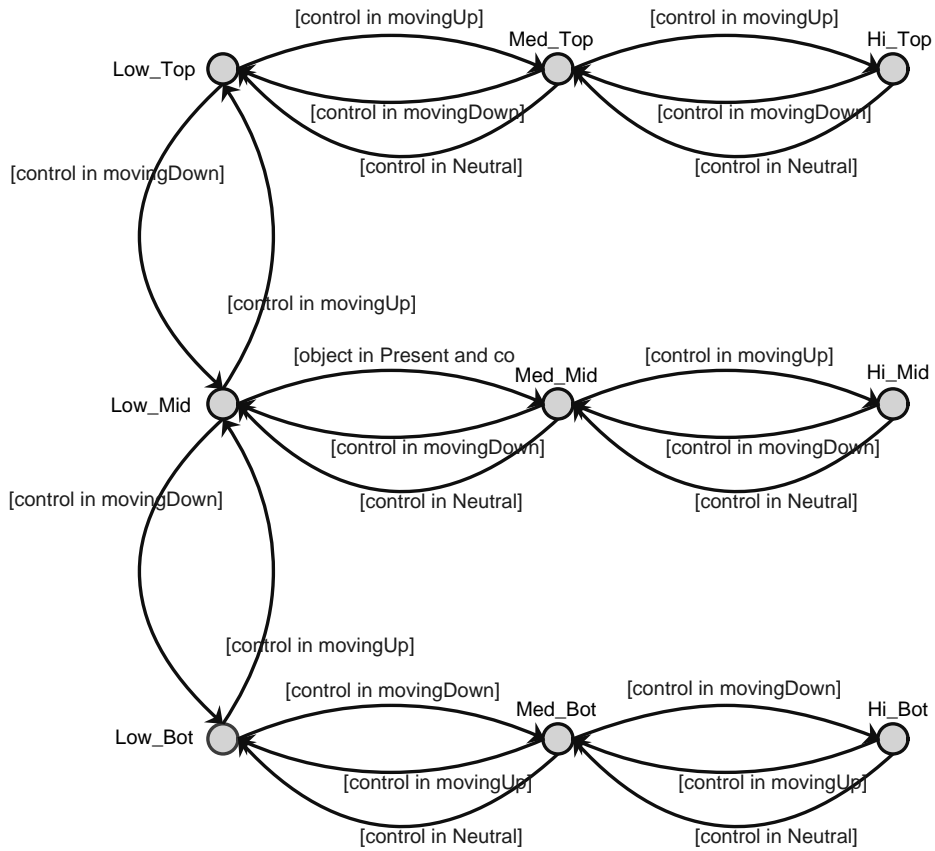 [control in movingUp]
[control in movingUp]
Med_Top
Hi_Top
Low_Top
[control in movingDown]
[control in movingDown]
[control in Neutral]
[control in Neutral]
[control in movingDown]
[control in movingUp]
[object in Present and co
[control in movingUp]
Med_Mid
Hi_Mid
Low_Mid
[control in movingDown]
[control in movingDown]
[control in movingDown]
[control in Neutral]
[control in Neutral]
[control in movingUp]
[control in movingDown]
[control in movingDown]
Med_Bot
Hi_Bot
Low_Bot
[control in movingUp]
[control in movingUp]
[control in Neutral]
[control in Neutral]